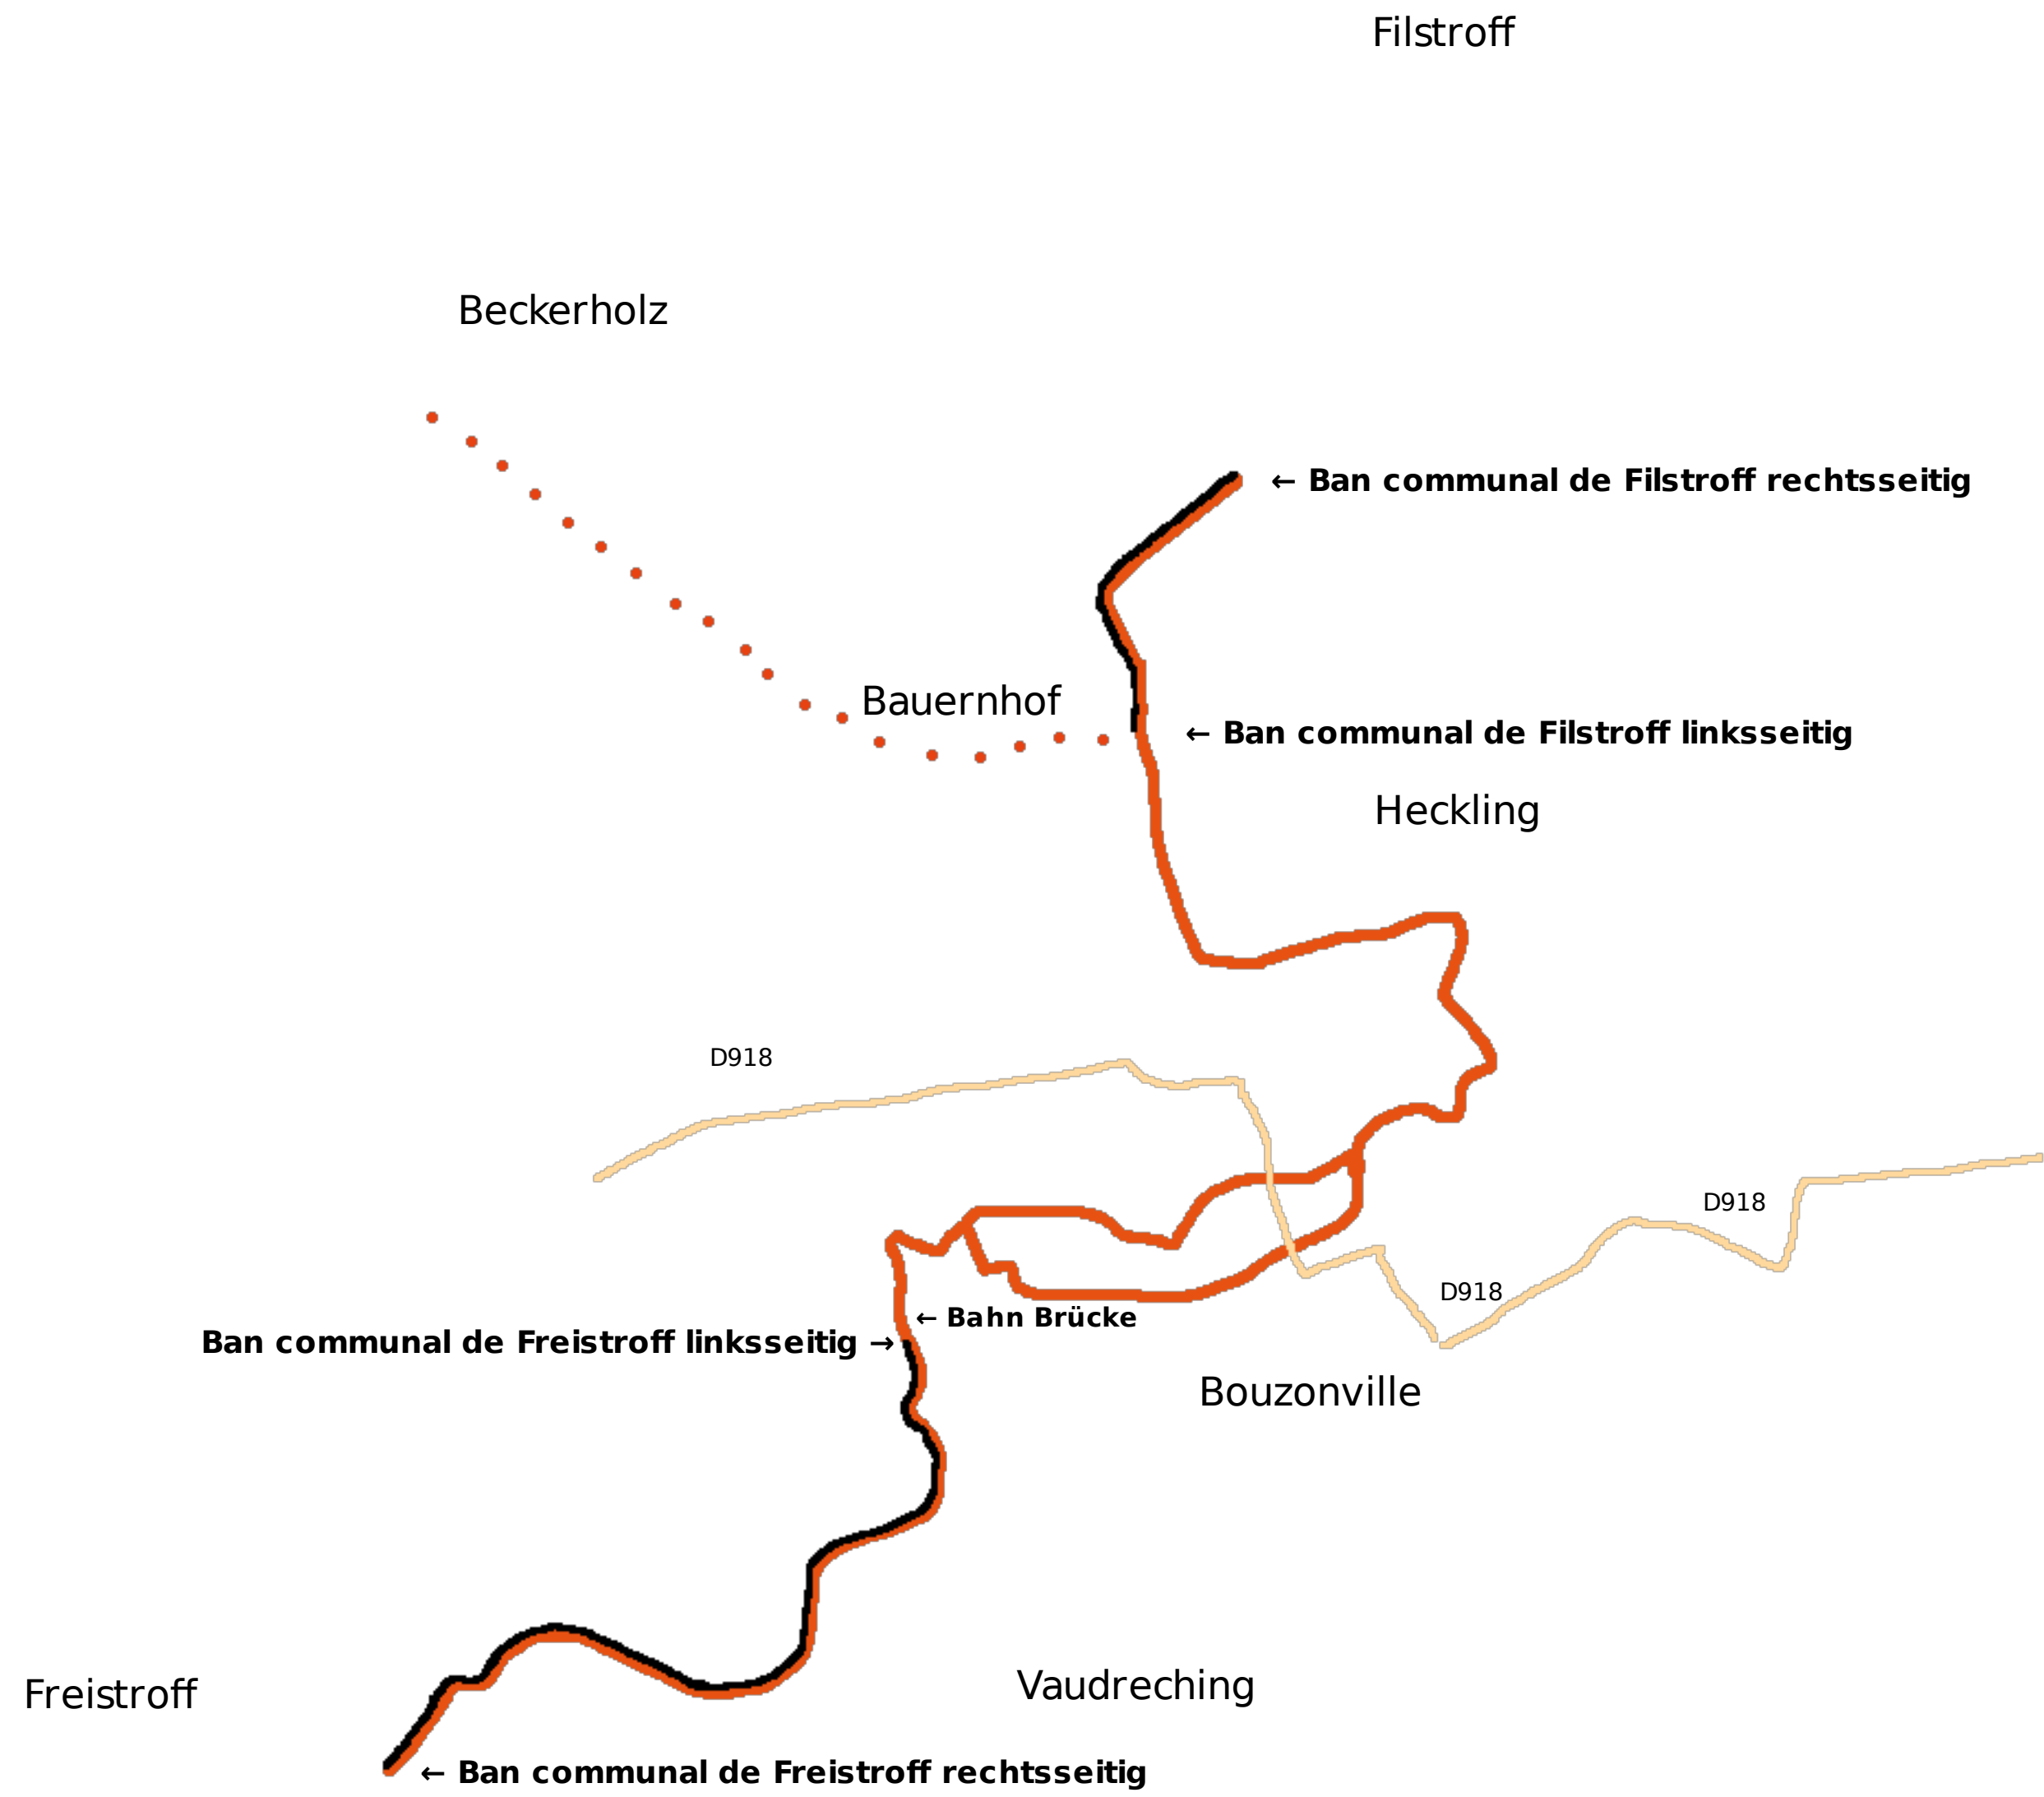 Filstroff
Beckerholz
← Ban communal de Filstroff rechtsseitig
Bauernhof
← Ban communal de Filstroff linksseitig
Heckling
D918
D918
D918
← Bahn Brücke
Ban communal de Freistroff linksseitig →
Bouzonville
Vaudreching
Freistroff
← Ban communal de Freistroff rechtsseitig